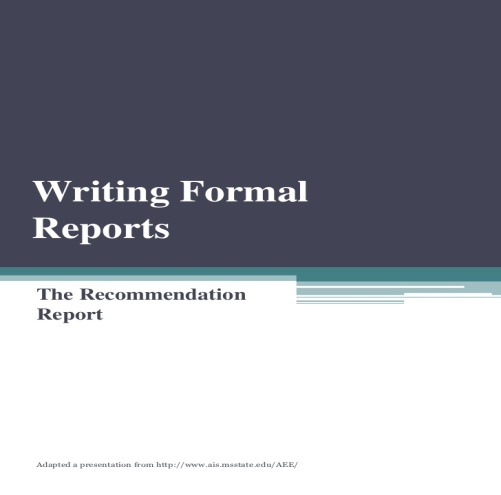 Writing Formal
Reports
The Recommendation
Report
Adapted a presentation from http://www.ais.msstate.edu/AEE/